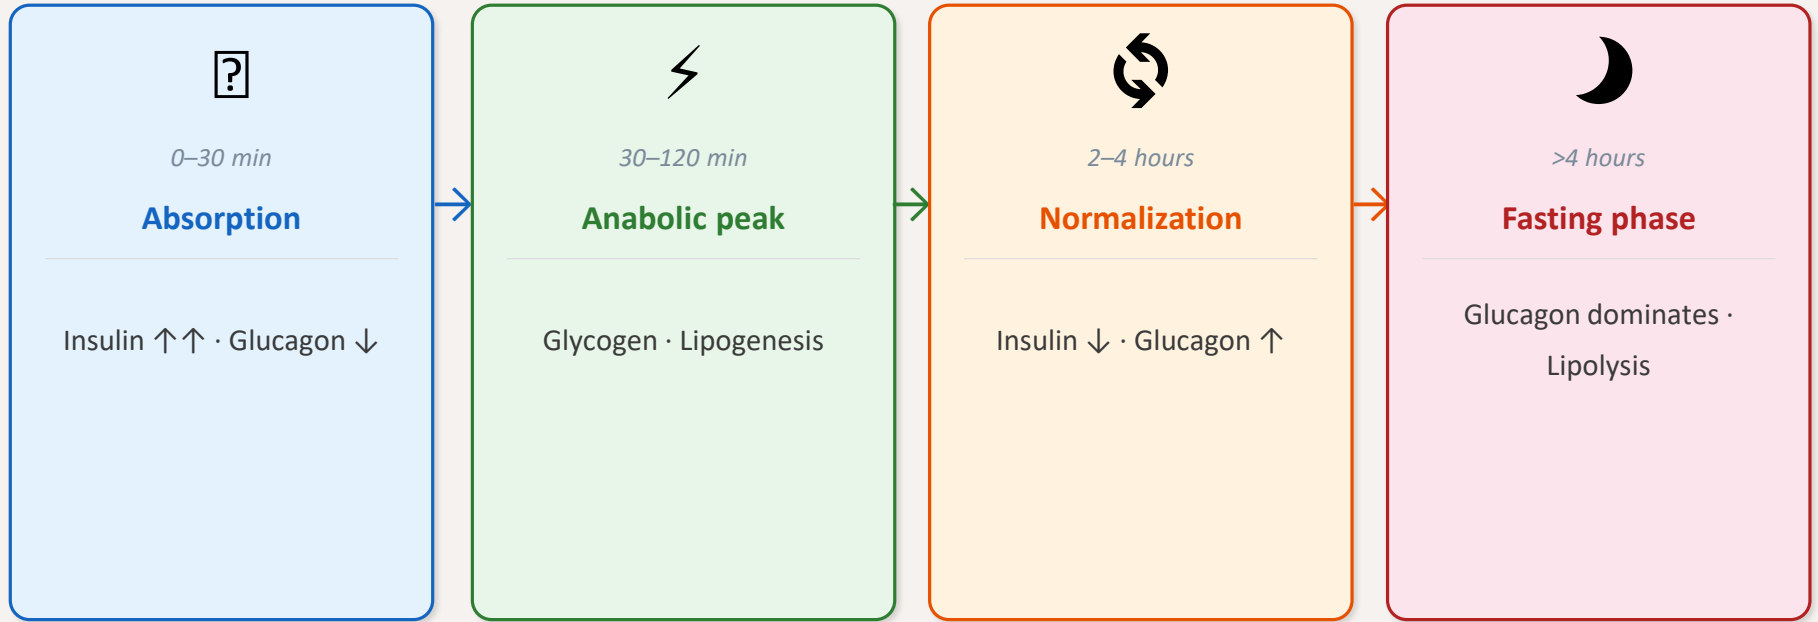 0–30 min
Absorption
Insulin ↑↑ · Glucagon ↓
30–120 min
Anabolic peak
Glycogen · Lipogenesis
2–4 hours
Normalization
Insulin ↓ · Glucagon ↑
>4 hours
Fasting phase
Glucagon dominates ·
Lipolysis